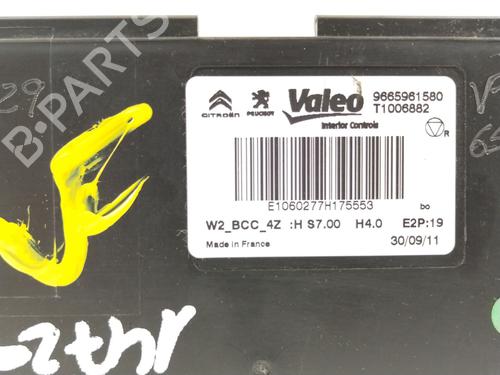 29
B-PARTS
CITROËN PEUGEOT Valeo 9665961580
T1006882
Interior Controls
R
E1060277H175553
W2_BCC_4Z :H S7.00 H4.0 E2P:19
Made in France 30/09/11